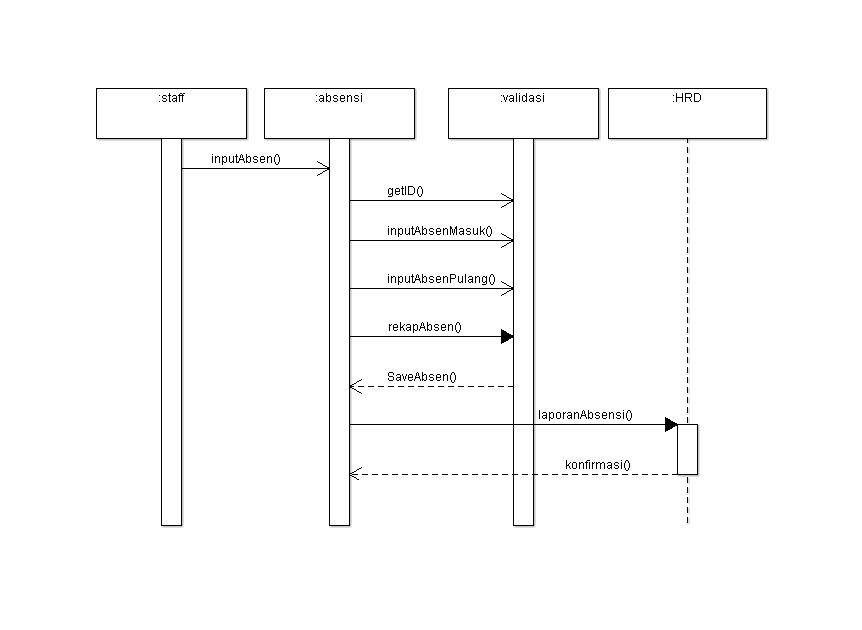 :staff
:absensi
:validasi
:HRD
inputAbsen()
getID()
inputAbsenMasuk()
inputAbsenPulang()
rekapAbsen()
SaveAbsen()
laporanAbsensi()
konfirmasi()